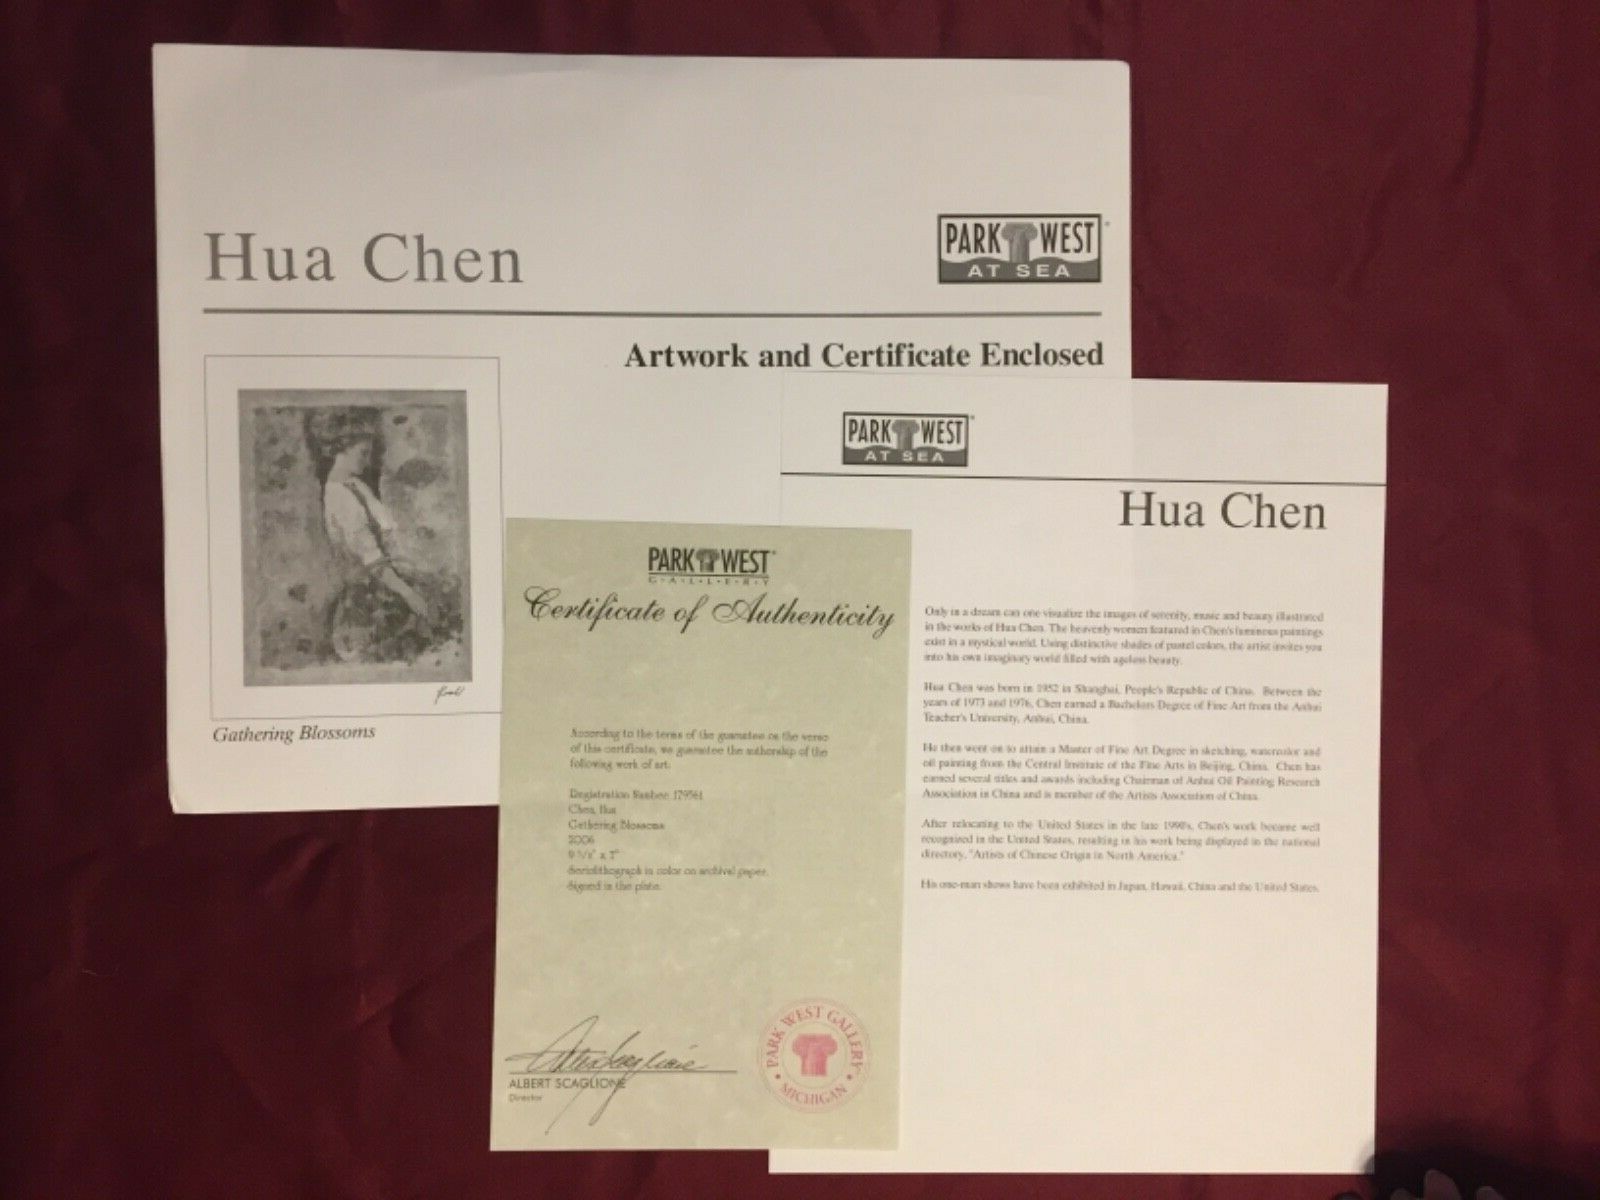 Hua Chen
PARK WEST
AT SEA
Artwork and Certificate Enclosed
Gathering Blossoms
PARK WEST
GALLERY
Certificate of Authenticity
According to the terms of the guarantee on the verso
of this certificate, we guarantee the authorship of the
following work of art:
Registration Number: 179561
Chen, Hua
Gathering Blossoms
2006
9 1/2" x 7"
Seriolithograph in color on archival paper.
Signed in the plate.
ALBERT SCAGLIONE
Director
PARK WEST GALLERY
• MICHIGAN •
PARK WEST
AT SEA
Hua Chen
Only in a dream can one visualize the images of serenity, music and beauty illustrated
in the works of Hua Chen. The heavenly women featured in Chen's luminous paintings
exist in a mystical world. Using distinctive shades of pastel colors, the artist invites you
into his own imaginary world filled with ageless beauty.
Hua Chen was born in 1952 in Shanghai, People's Republic of China. Between the
years of 1973 and 1976, Chen earned a Bachelors Degree of Fine Art from the Anhui
Teacher's University, Anhui, China.
He then went on to attain a Master of Fine Art Degree in sketching, watercolor and
oil painting from the Central Institute of the Fine Arts in Beijing, China. Chen has
earned several titles and awards including Chairman of Anhui Oil Painting Research
Association in China and is member of the Artists Association of China.
After relocating to the United States in the late 1990's, Chen's work became well
recognized in the United States, resulting in his work being displayed in the national
directory, "Artists of Chinese Origin in North America."
His one-man shows have been exhibited in Japan, Hawaii, China and the United States.